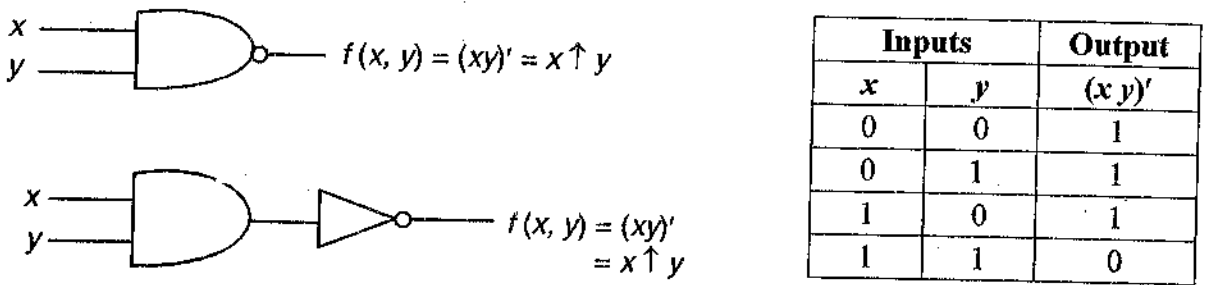 x
y
f (x, y) = (xy)′ = x ↑ y
x
y
f (x, y) = (xy)′
= x ↑ y
Inputs Output
x y (x y)′
0 0 1
0 1 1
1 0 1
1 1 0